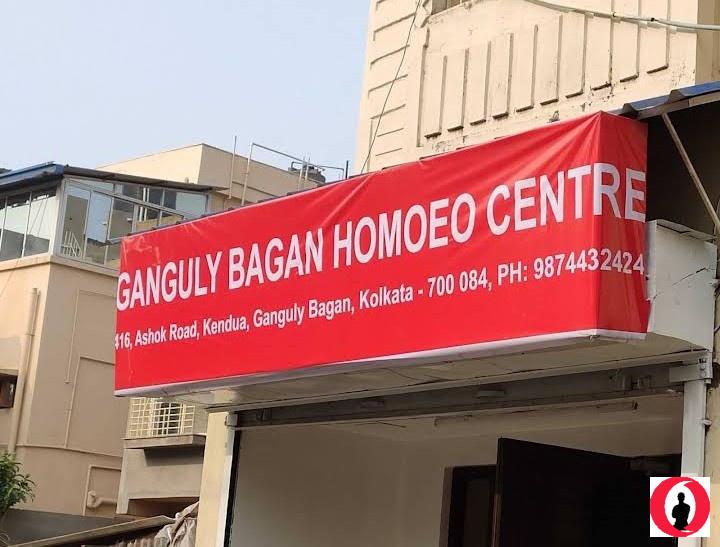 GANGULY BAGAN HOMOEO CENTRE
416, Ashok Road, Kendua, Ganguly Bagan, Kolkata - 700 084, PH: 9874432424